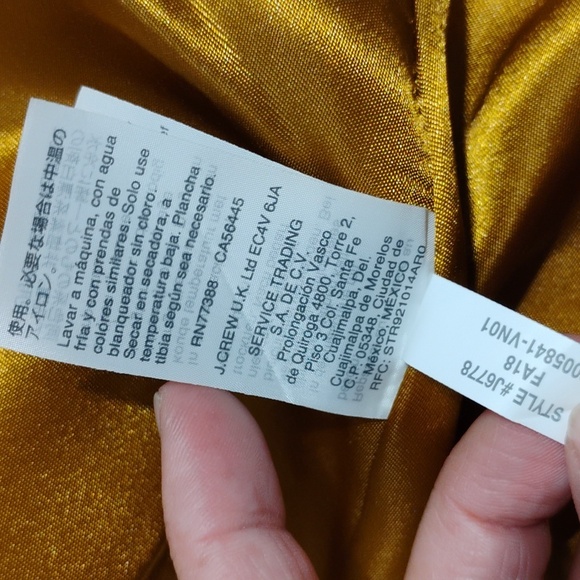 使用。必要な場合は中温の
アイロン。
Lavar a máquina, con agua
fría y con prendas de
colores similares. Solo use
blanqueador sin cloro.
Secar en secadora, a
temperatura baja. Planchar
tibia según sea necesario.
RN77388 CA56445
J.CREW U.K. Ltd EC4V 6JA
SERVICE TRADING
S.A. DE C.V.
Prolongación Vasco
de Quiroga 4800, Torre 2,
Piso 3 Col Santa Fe
Cuajimalpa, Del.
Cuajimalpa de Morelos
C.P. 05348, Ciudad de
México, MÉXICO
RFC: STR921014AR0
STYLE #J6778
FA18
005841-VN01